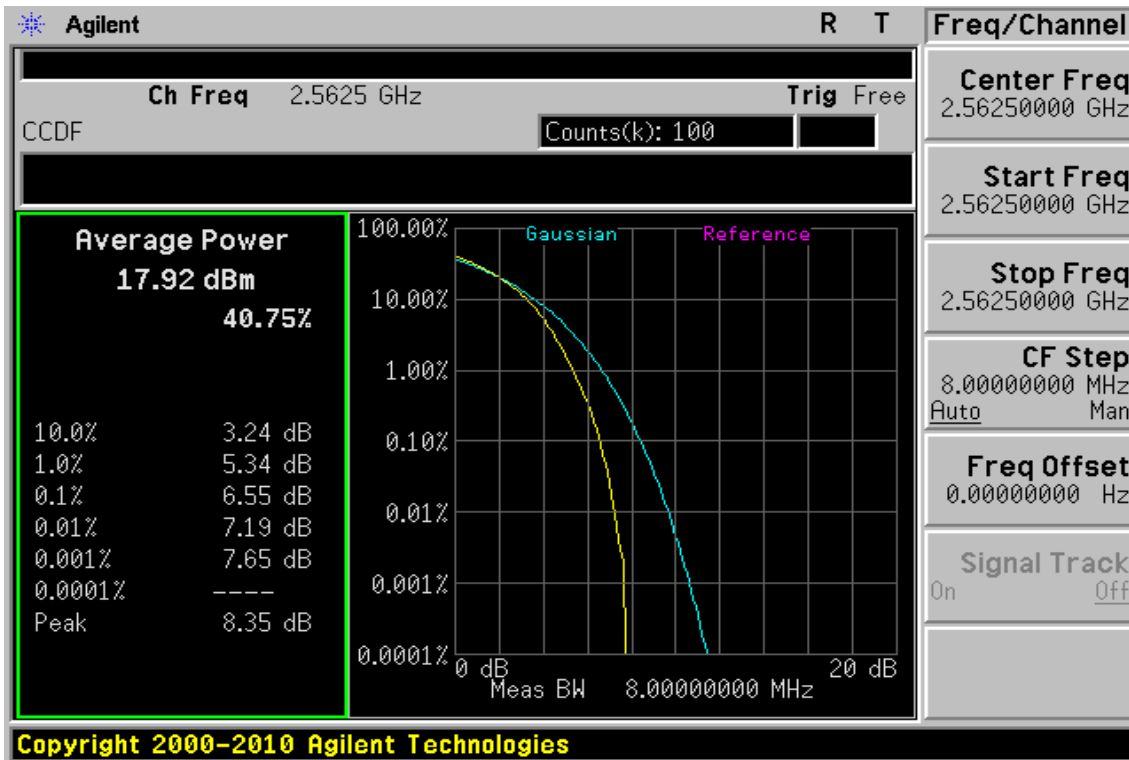 Agilent R T
Ch Freq 2.5625 GHz Trig Free
CCDF Counts(k): 100
Average Power
17.92 dBm
40.75%
10.0% 3.24 dB
1.0% 5.34 dB
0.1% 6.55 dB
0.01% 7.19 dB
0.001% 7.65 dB
0.0001% ----
Peak 8.35 dB
Gaussian Reference
100.00%
10.00%
1.00%
0.10%
0.01%
0.001%
0.0001%
0 dB 20 dB
Meas BW 8.00000000 MHz
Freq/Channel
Center Freq
2.56250000 GHz
Start Freq
2.56250000 GHz
Stop Freq
2.56250000 GHz
CF Step
8.00000000 MHz
Auto Man
Freq Offset
0.00000000 Hz
Signal Track
On Off
Copyright 2000-2010 Agilent Technologies